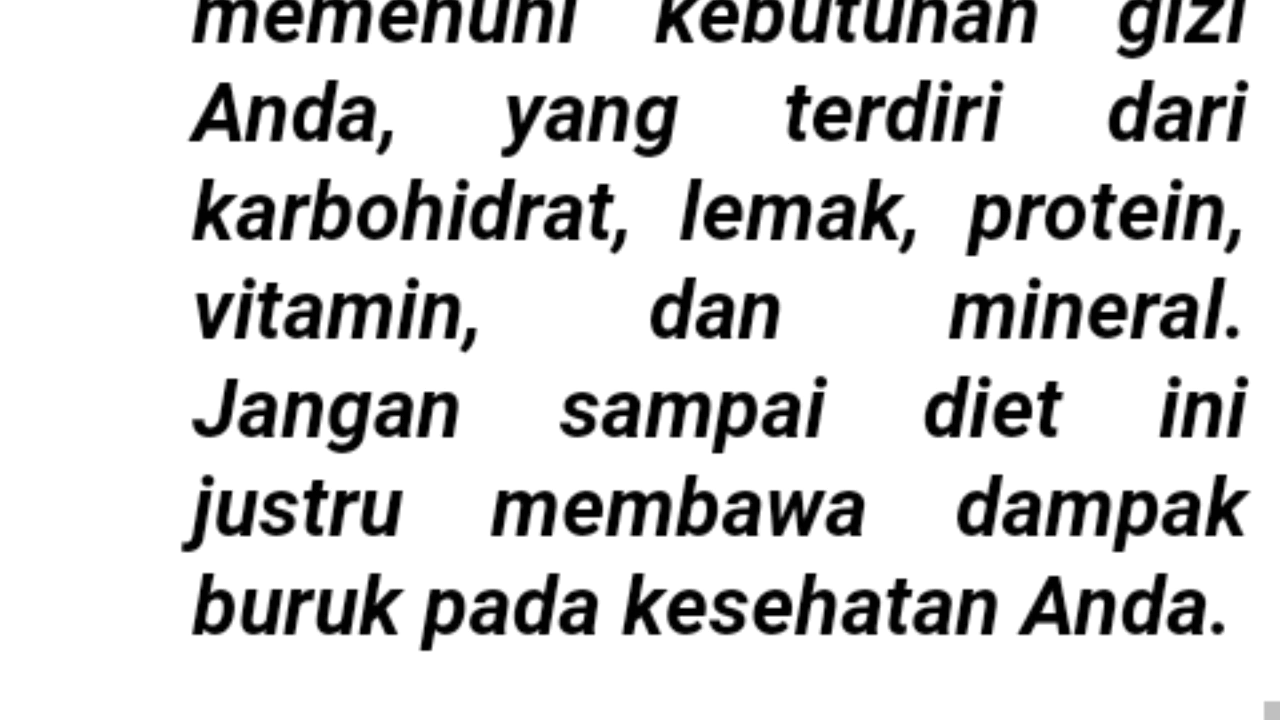 memenuhi kebutuhan gizi
Anda, yang terdiri dari
karbohidrat, lemak, protein,
vitamin, dan mineral.
Jangan sampai diet ini
justru membawa dampak
buruk pada kesehatan Anda.